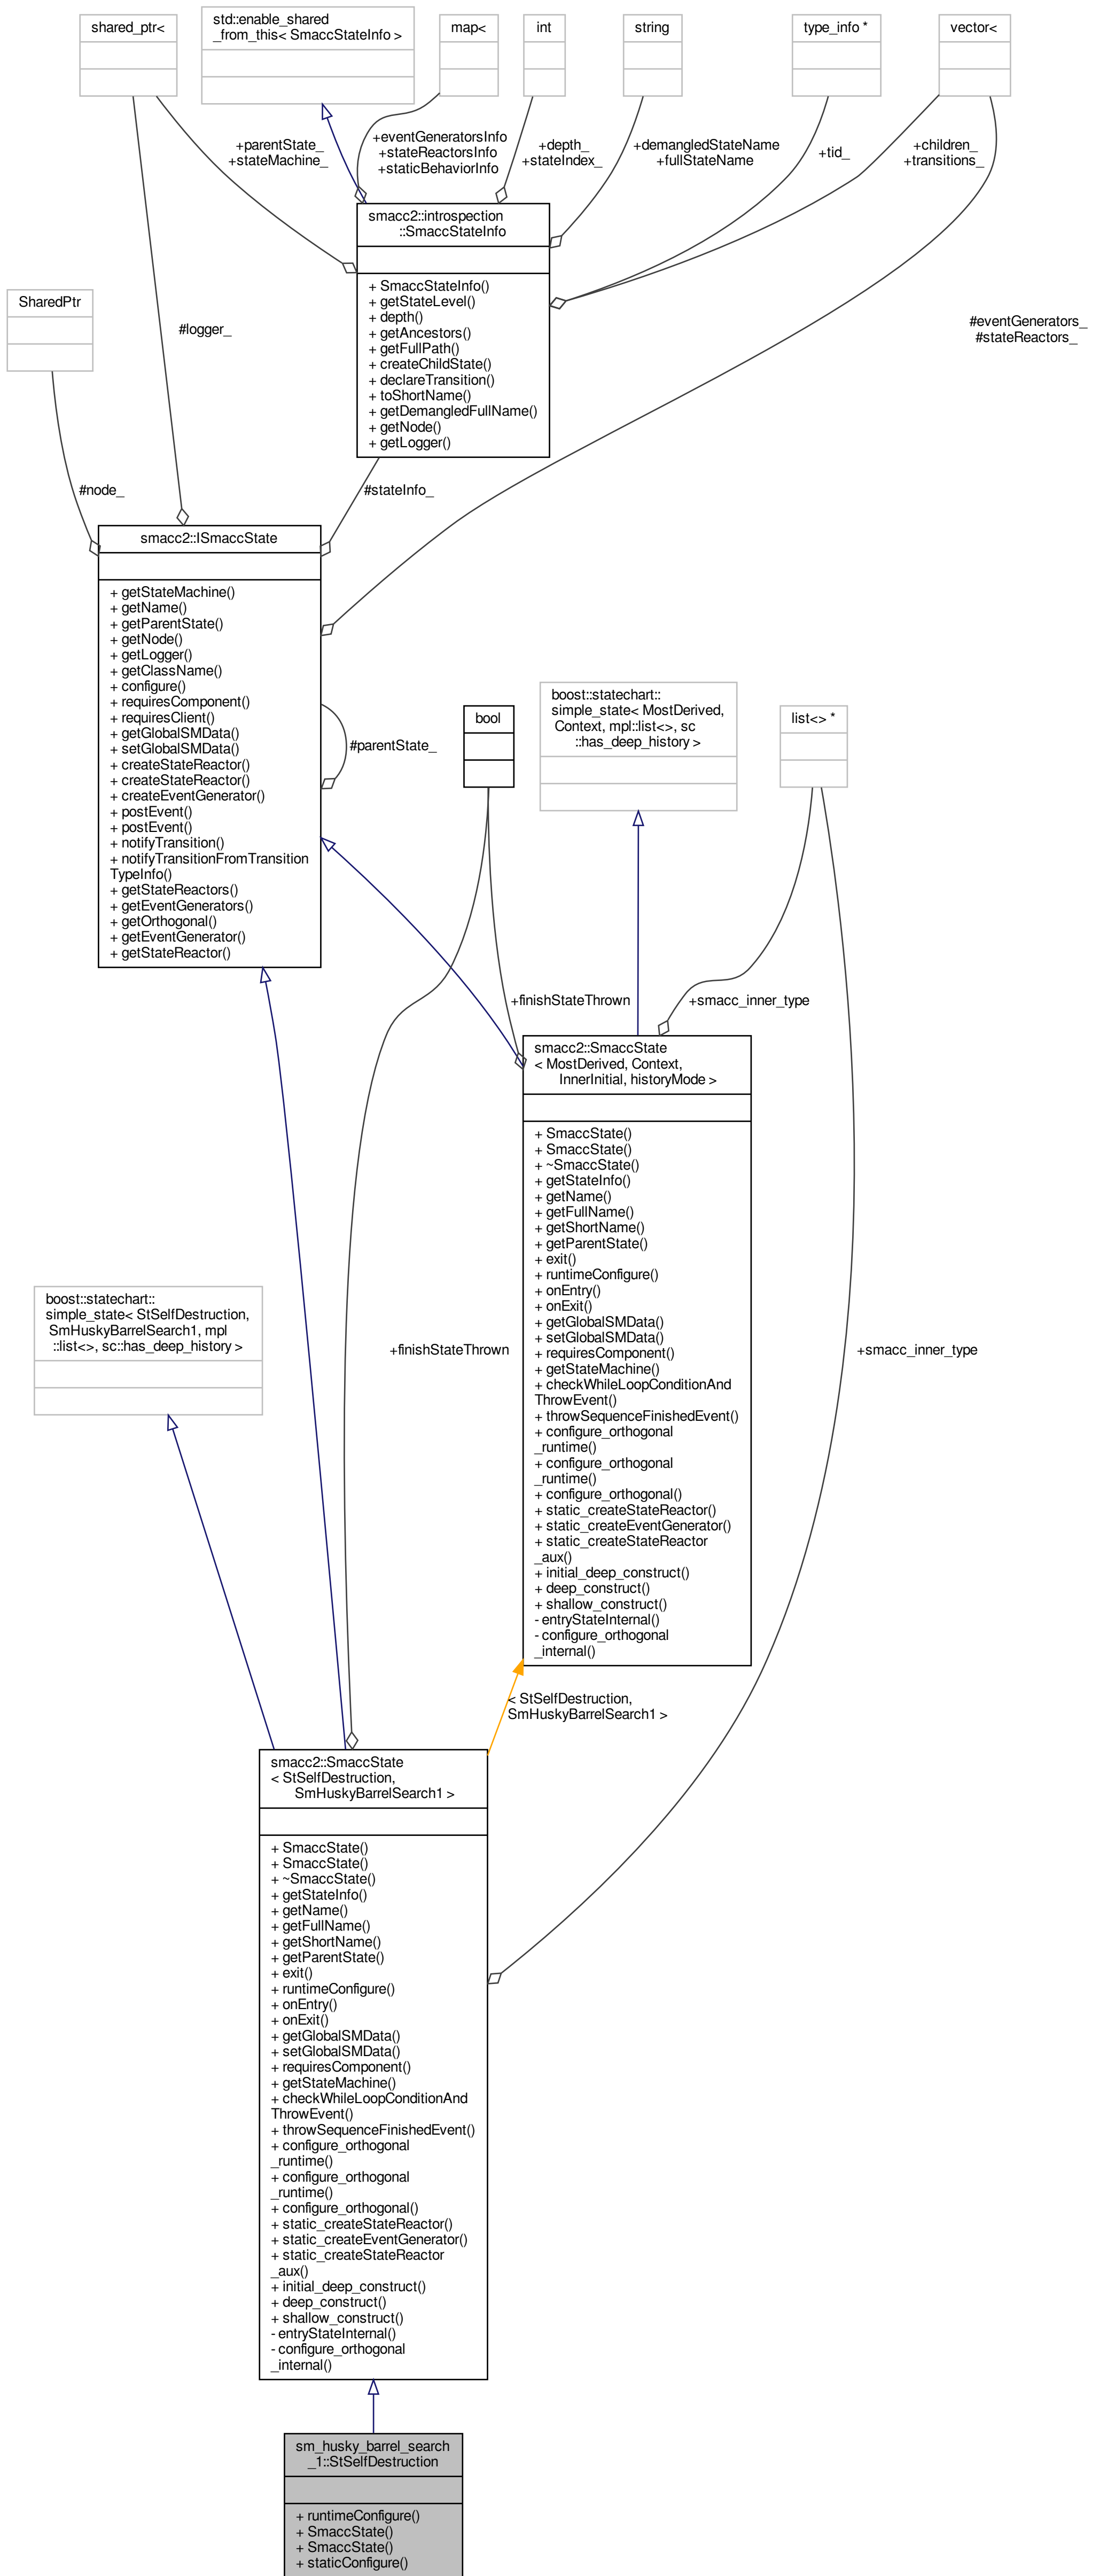 shared_ptr<
std::enable_shared
_from_this< SmaccStateInfo >
map<
int
string
type_info *
vector<
+parentState_
+stateMachine_
+eventGeneratorsInfo
+stateReactorsInfo
+staticBehaviorInfo
+depth_
+stateIndex_
+demangledStateName
+fullStateName
+tid_
+children_
+transitions_
smacc2::introspection
::SmaccStateInfo
+ SmaccStateInfo()
+ getStateLevel()
+ depth()
+ getAncestors()
+ getFullPath()
+ createChildState()
+ declareTransition()
+ toShortName()
+ getDemangledFullName()
+ getNode()
+ getLogger()
SharedPtr
#logger_
#eventGenerators_
#stateReactors_
#node_
#stateInfo_
smacc2::ISmaccState
+ getStateMachine()
+ getName()
+ getParentState()
+ getNode()
+ getLogger()
+ getClassName()
+ configure()
+ requiresComponent()
+ requiresClient()
+ getGlobalSMData()
+ setGlobalSMData()
+ createStateReactor()
+ createStateReactor()
+ createEventGenerator()
+ postEvent()
+ postEvent()
+ notifyTransition()
+ notifyTransitionFromTransition
TypeInfo()
+ getStateReactors()
+ getEventGenerators()
+ getOrthogonal()
+ getEventGenerator()
+ getStateReactor()
#parentState_
bool
boost::statechart::
simple_state< MostDerived,
Context, mpl::list<>, sc
::has_deep_history >
list<> *
+finishStateThrown
+smacc_inner_type
smacc2::SmaccState
< MostDerived, Context,
InnerInitial, historyMode >
+ SmaccState()
+ SmaccState()
+ ~SmaccState()
+ getStateInfo()
+ getName()
+ getFullName()
+ getShortName()
+ getParentState()
+ exit()
+ runtimeConfigure()
+ onEntry()
+ onExit()
+ getGlobalSMData()
+ setGlobalSMData()
+ requiresComponent()
+ getStateMachine()
+ checkWhileLoopConditionAnd
ThrowEvent()
+ throwSequenceFinishedEvent()
+ configure_orthogonal
_runtime()
+ configure_orthogonal
_runtime()
+ configure_orthogonal()
+ static_createStateReactor()
+ static_createEventGenerator()
+ static_createStateReactor
_aux()
+ initial_deep_construct()
+ deep_construct()
+ shallow_construct()
- entryStateInternal()
- configure_orthogonal
_internal()
boost::statechart::
simple_state< StSelfDestruction,
SmHuskyBarrelSearch1, mpl
::list<>, sc::has_deep_history >
+finishStateThrown
+smacc_inner_type
< StSelfDestruction,
SmHuskyBarrelSearch1 >
smacc2::SmaccState
< StSelfDestruction,
SmHuskyBarrelSearch1 >
+ SmaccState()
+ SmaccState()
+ ~SmaccState()
+ getStateInfo()
+ getName()
+ getFullName()
+ getShortName()
+ getParentState()
+ exit()
+ runtimeConfigure()
+ onEntry()
+ onExit()
+ getGlobalSMData()
+ setGlobalSMData()
+ requiresComponent()
+ getStateMachine()
+ checkWhileLoopConditionAnd
ThrowEvent()
+ throwSequenceFinishedEvent()
+ configure_orthogonal
_runtime()
+ configure_orthogonal
_runtime()
+ configure_orthogonal()
+ static_createStateReactor()
+ static_createEventGenerator()
+ static_createStateReactor
_aux()
+ initial_deep_construct()
+ deep_construct()
+ shallow_construct()
- entryStateInternal()
- configure_orthogonal
_internal()
sm_husky_barrel_search
_1::StSelfDestruction
+ runtimeConfigure()
+ SmaccState()
+ SmaccState()
+ staticConfigure()